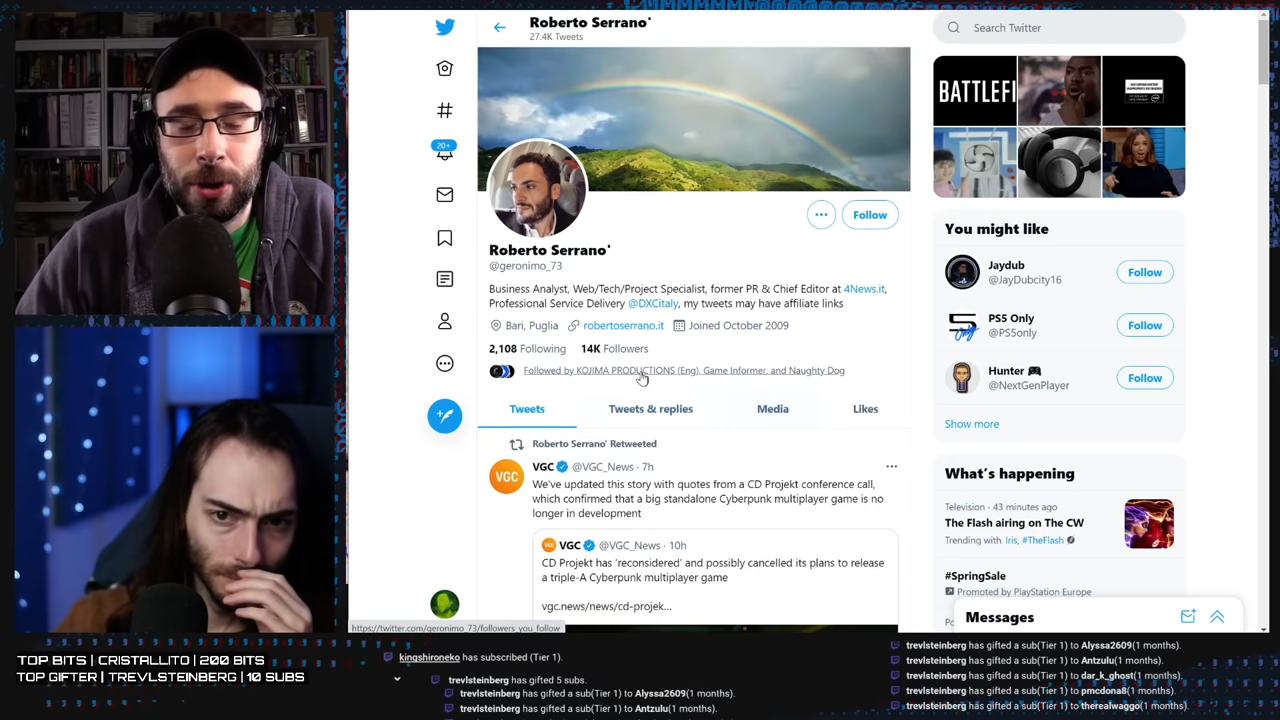 Roberto Serrano'
27.4K Tweets
Search Twitter
BATTLEFI
20+
Follow
Roberto Serrano'
@geronimo_73
Business Analyst, Web/Tech/Project Specialist, former PR & Chief Editor at 4News.it,
Professional Service Delivery @DXCitaly, my tweets may have affiliate links
Bari, Puglia robertoserrano.it Joined October 2009
2,108 Following 14K Followers
Followed by KOJIMA PRODUCTIONS (Eng), Game Informer, and Naughty Dog
Tweets Tweets & replies Media Likes
Roberto Serrano' Retweeted
VGC @VGC_News · 7h
We've updated this story with quotes from a CD Projekt conference call,
which confirmed that a big standalone Cyberpunk multiplayer game is no
longer in development
VGC @VGC_News · 10h
CD Projekt has 'reconsidered' and possibly cancelled its plans to release
a triple-A Cyberpunk multiplayer game
vgc.news/news/cd-projek...
VGC
You might like
Jaydub
@JayDubcity16
Follow
PS5 Only
@PS5only
Follow
Hunter
@NextGenPlayer
Follow
Show more
What's happening
Television · 43 minutes ago
The Flash airing on The CW
Trending with Iris, #TheFlash
#SpringSale
Promoted by PlayStation Europe
Messages
https://twitter.com/geronimo_73/followers_you_follow
TOP BITS | CRISTALLITO | 200 BITS
TOP GIFTER | TREVLSTEINBERG | 10 SUBS
kingshironeko has subscribed (Tier 1).
trevlsteinberg has gifted 5 subs.
trevlsteinberg has gifted a sub(Tier 1) to Alyssa2609(1 months).
trevlsteinberg has gifted a sub(Tier 1) to Antzulu(1 months).
trevlsteinberg has gifted a sub(Tier 1) to Alyssa2609(1 months).
trevlsteinberg has gifted a sub(Tier 1) to Antzulu(1 months).
trevlsteinberg has gifted a sub(Tier 1) to dar_k_ghost(1 months).
trevlsteinberg has gifted a sub(Tier 1) to pmcdona8(1 months).
trevlsteinberg has gifted a sub(Tier 1) to therealwaggo(1 months).